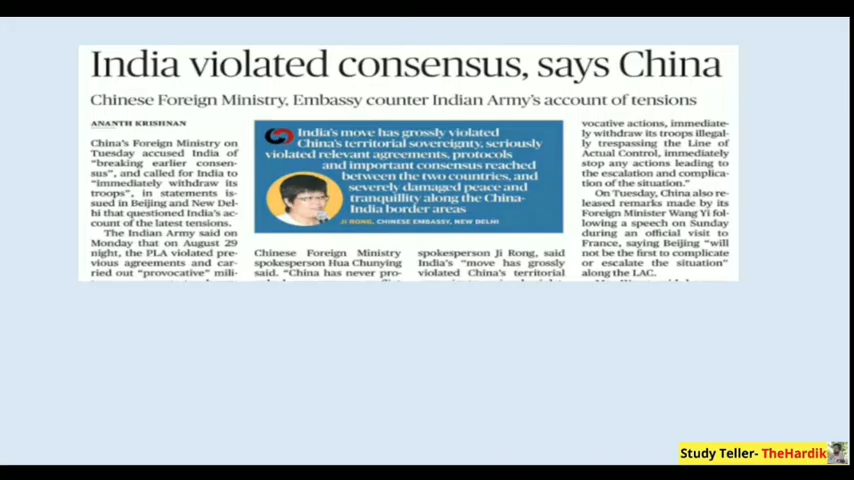 India violated consensus, says China
Chinese Foreign Ministry, Embassy counter Indian Army's account of tensions
ANANTH KRISHNAN
China's Foreign Ministry on
Tuesday accused India of
"breaking earlier consen-
sus", and called for India to
"immediately withdraw its
troops", in statements is-
sued in Beijing and New Del-
hi that questioned India's ac-
count of the latest tensions.
The Indian Army said on
Monday that on August 29
night, the PLA violated pre-
vious agreements and car-
ried out "provocative" mili-
India's move has grossly violated
China's territorial sovereignty, seriously
violated relevant agreements, protocols
and important consensus reached
between the two countries, and
severely damaged peace and
tranquillity along the China-
India border areas
JI RONG, CHINESE EMBASSY, NEW DELHI
Chinese Foreign Ministry
spokesperson Hua Chunying
said. "China has never pro-
spokesperson Ji Rong, said
India's "move has grossly
violated China's territorial
vocative actions, immediate-
ly withdraw its troops illegal-
ly trespassing the Line of
Actual Control, immediately
stop any actions leading to
the escalation and complica-
tion of the situation."
On Tuesday, China also re-
leased remarks made by its
Foreign Minister Wang Yi fol-
lowing a speech on Sunday
during an official visit to
France, saying Beijing "will
not be the first to complicate
or escalate the situation"
along the LAC.
Study Teller- TheHardik